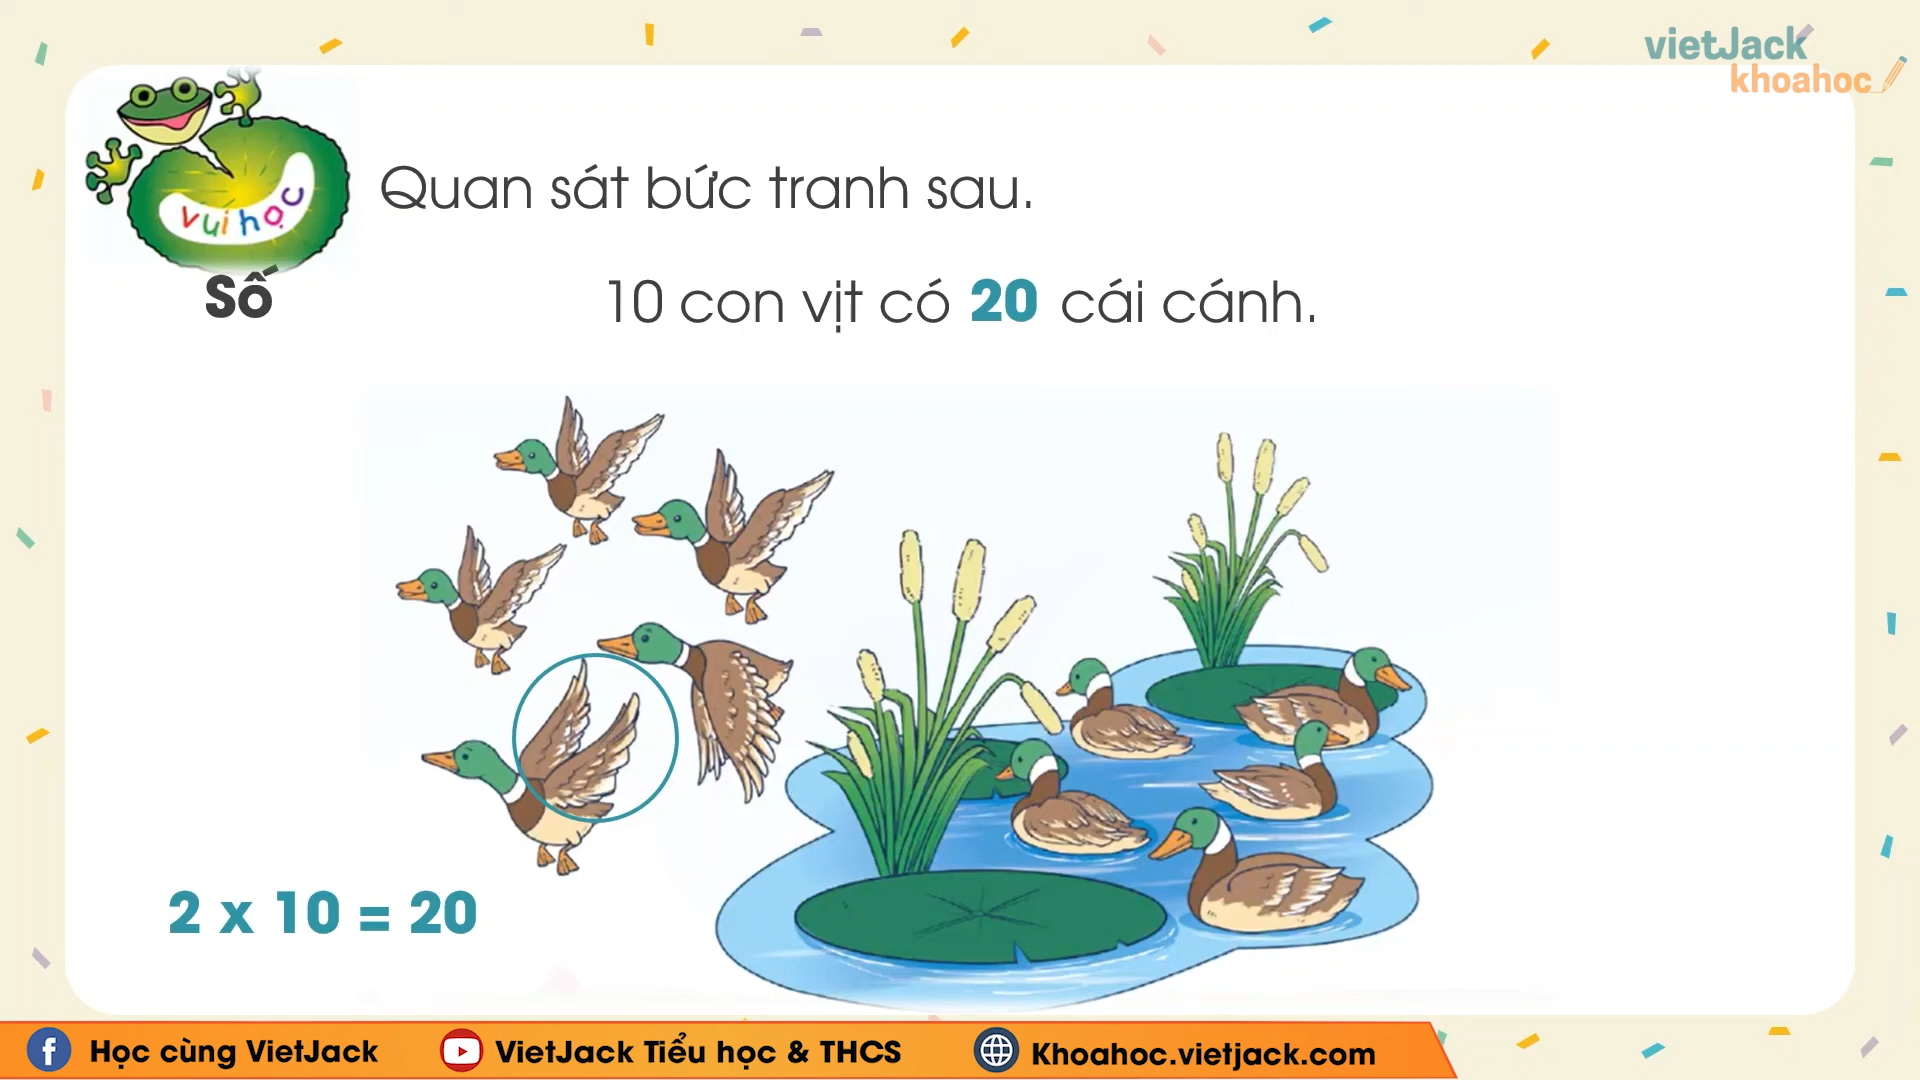 vietJack
khoahoc
vui học
Quan sát bức tranh sau.
Số
10 con vịt có 20 cái cánh.
2 x 10 = 20
Học cùng VietJack
VietJack Tiểu học & THCS
Khoahoc.vietjack.com